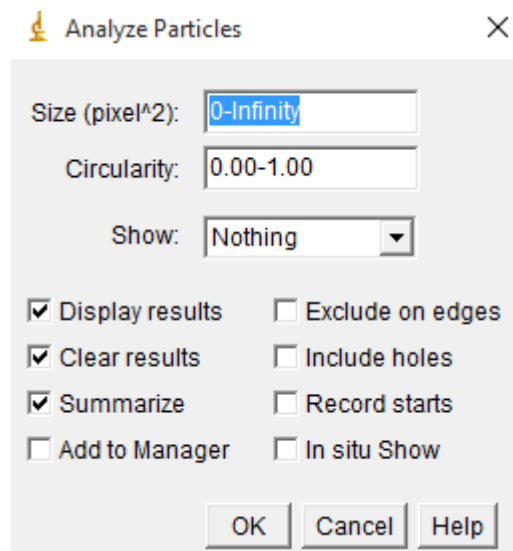 Analyze Particles
Size (pixel^2): 0-Infinity
Circularity: 0.00-1.00
Show: Nothing
Display results Exclude on edges
Clear results Include holes
Summarize Record starts
Add to Manager In situ Show
OK Cancel Help